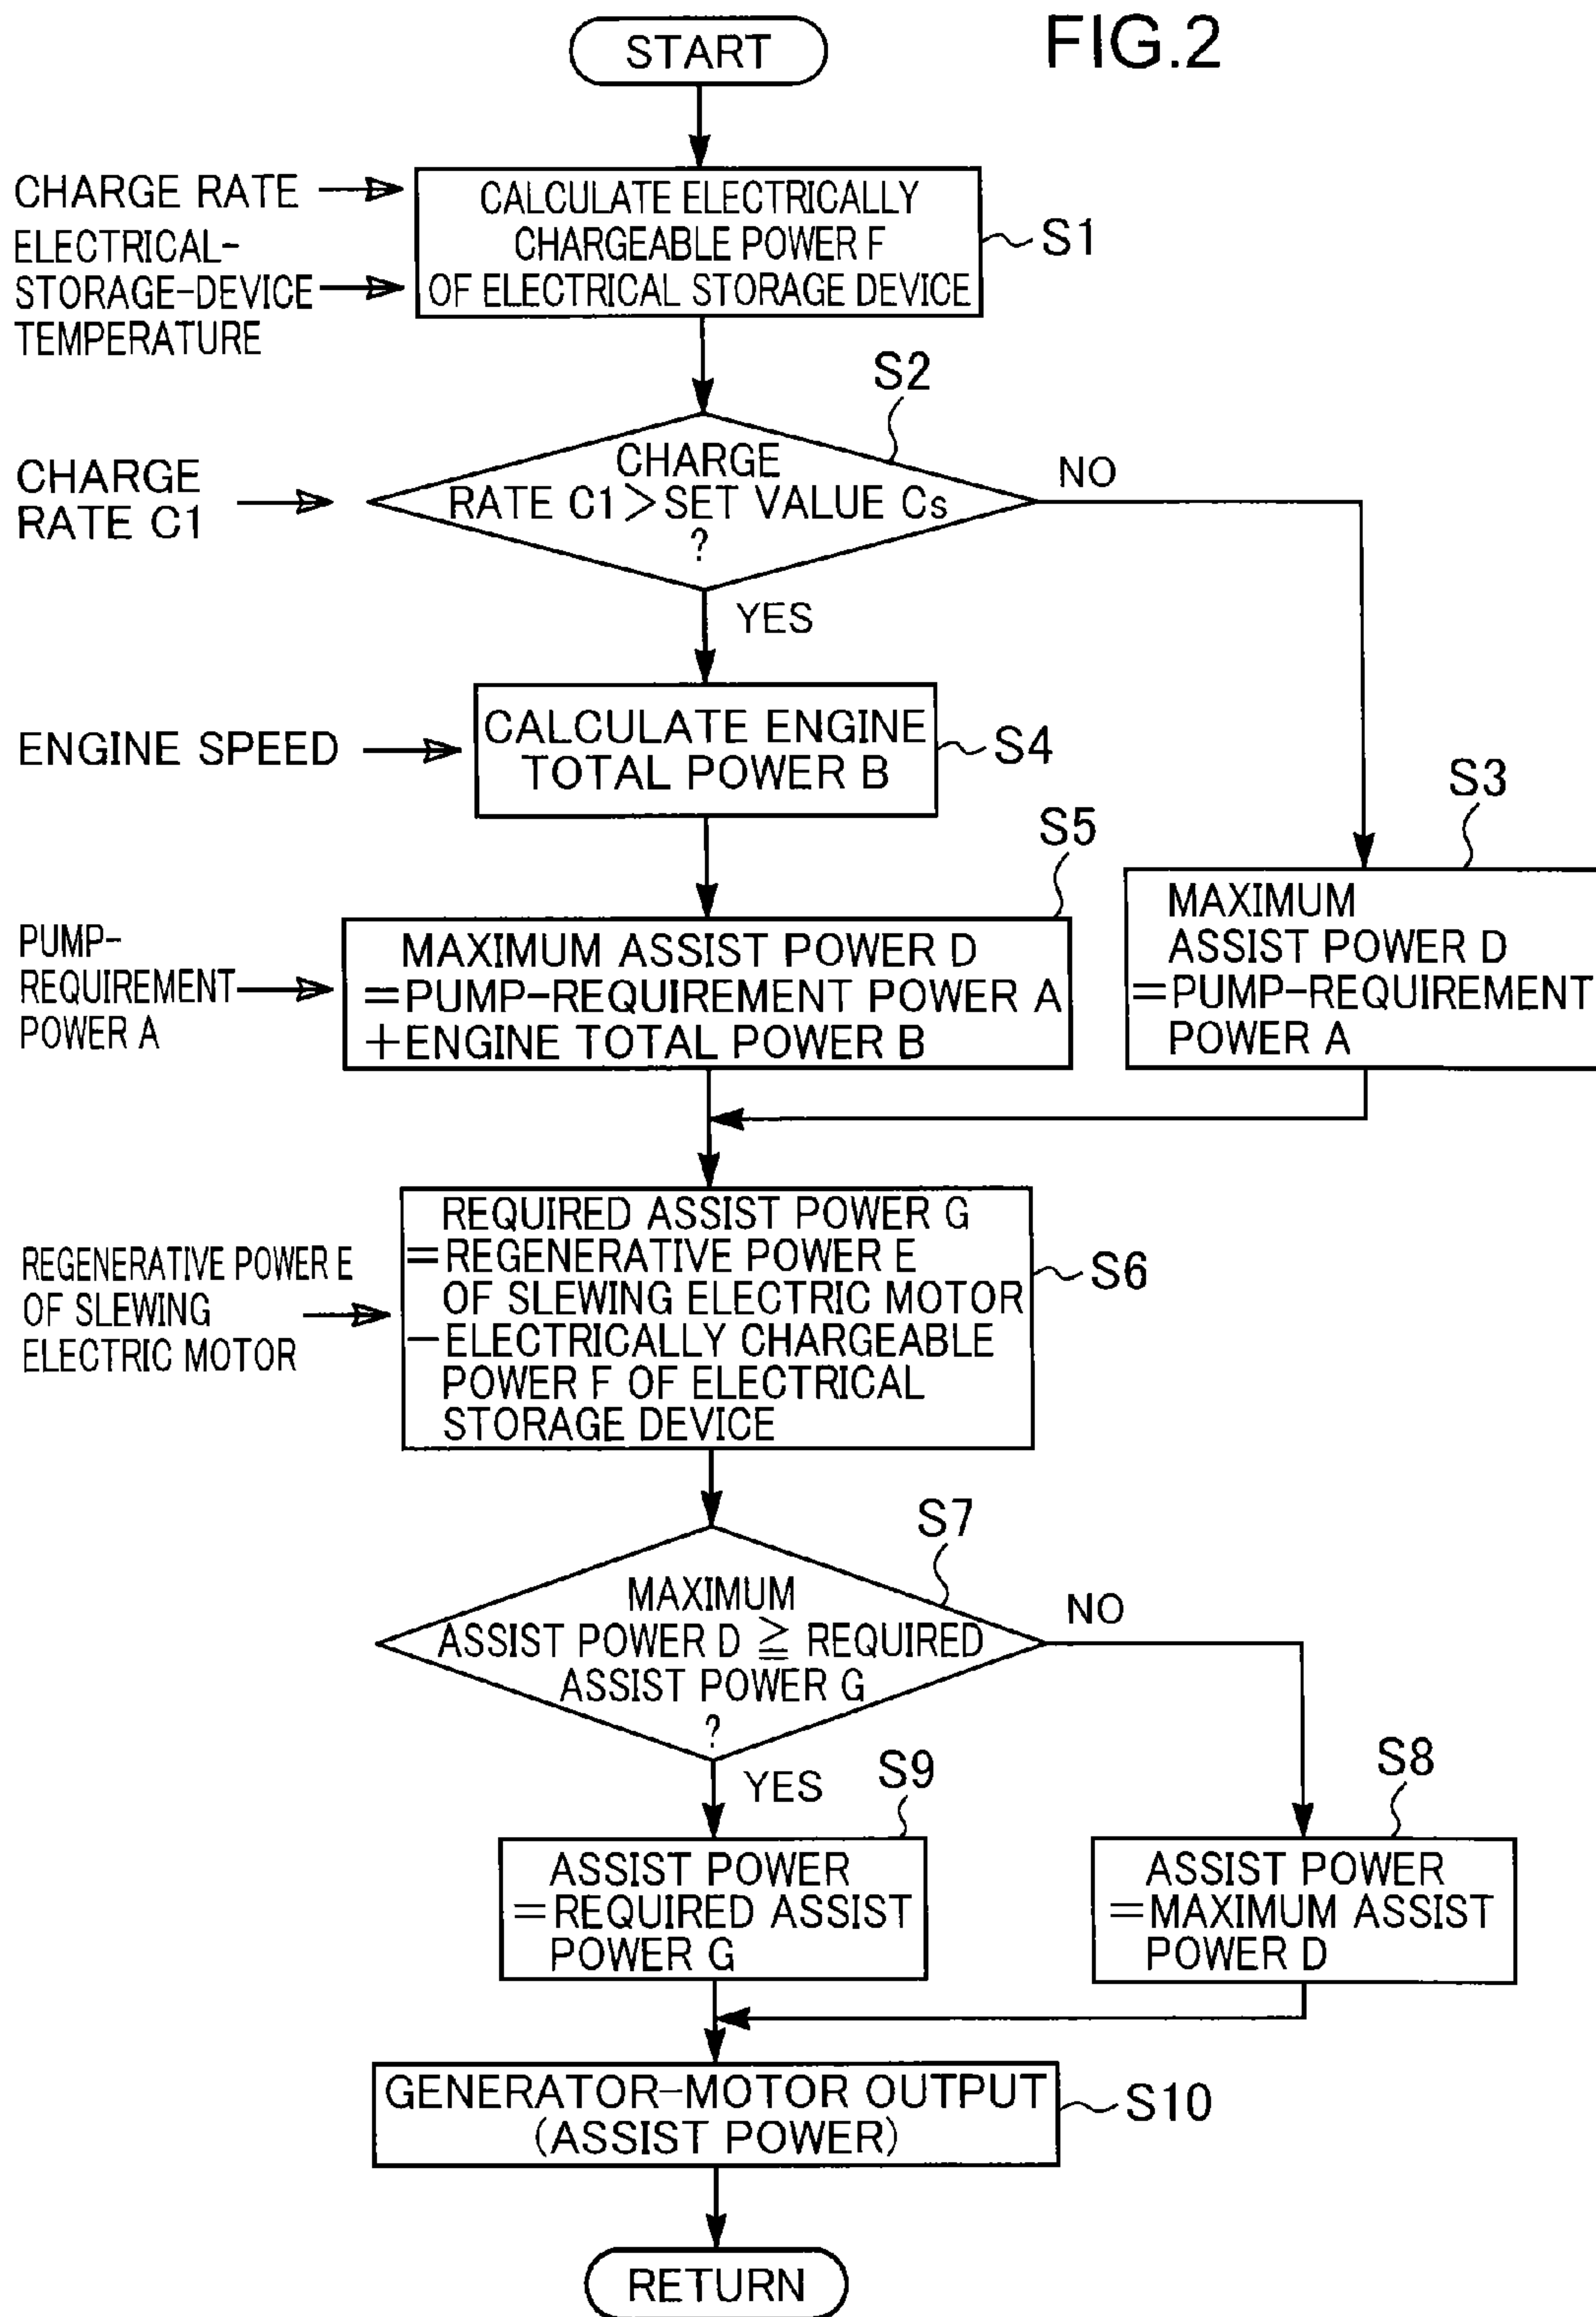 FIG.2
START
CHARGE RATE
ELECTRICAL-
STORAGE-DEVICE
TEMPERATURE
CALCULATE ELECTRICALLY
CHARGEABLE POWER F
OF ELECTRICAL STORAGE DEVICE
S1
S2
CHARGE
RATE C1
CHARGE
RATE C1>SET VALUE Cs
?
NO
YES
ENGINE SPEED
CALCULATE ENGINE
TOTAL POWER B
S4
S3
MAXIMUM
ASSIST POWER D
=PUMP-REQUIREMENT
POWER A
S5
PUMP-
REQUIREMENT
POWER A
MAXIMUM ASSIST POWER D
=PUMP-REQUIREMENT POWER A
+ENGINE TOTAL POWER B
REGENERATIVE POWER E
OF SLEWING
ELECTRIC MOTOR
REQUIRED ASSIST POWER G
=REGENERATIVE POWER E
OF SLEWING ELECTRIC MOTOR
-ELECTRICALLY CHARGEABLE
POWER F OF ELECTRICAL
STORAGE DEVICE
S6
S7
MAXIMUM
ASSIST POWER D ≧ REQUIRED
ASSIST POWER G
?
NO
YES
S9
ASSIST POWER
=REQUIRED ASSIST
POWER G
S8
ASSIST POWER
=MAXIMUM ASSIST
POWER D
GENERATOR-MOTOR OUTPUT
(ASSIST POWER)
S10
RETURN